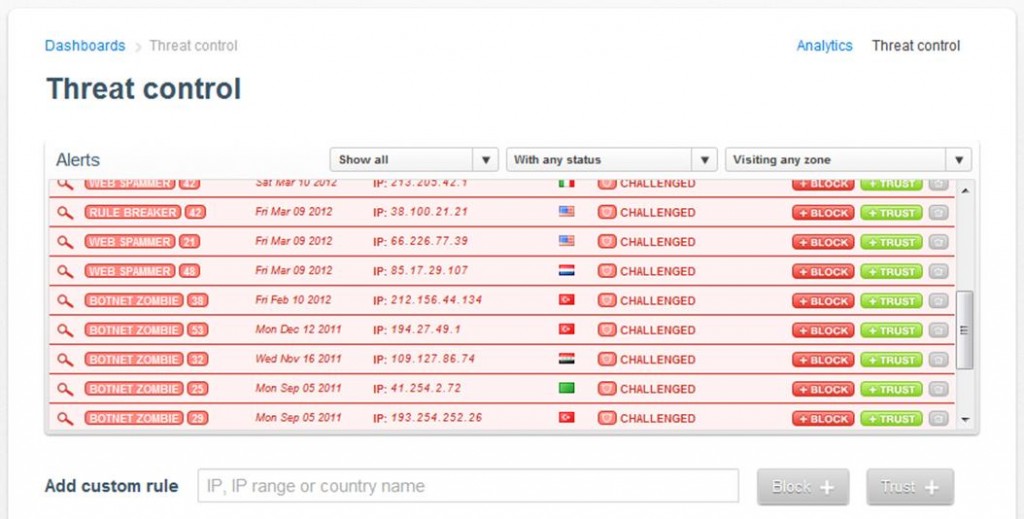 Dashboards > Threat control Analytics Threat control
Threat control
Alerts Show all With any status Visiting any zone
WEB SPAMMER 42 Sat Mar 10 2012 IP: 213.205.42.1 CHALLENGED + BLOCK + TRUST
RULE BREAKER 42 Fri Mar 09 2012 IP: 38.100.21.21 CHALLENGED + BLOCK + TRUST
WEB SPAMMER 21 Fri Mar 09 2012 IP: 66.226.77.39 CHALLENGED + BLOCK + TRUST
WEB SPAMMER 48 Fri Mar 09 2012 IP: 85.17.29.107 CHALLENGED + BLOCK + TRUST
BOTNET ZOMBIE 38 Fri Feb 10 2012 IP: 212.156.44.134 CHALLENGED + BLOCK + TRUST
BOTNET ZOMBIE 53 Mon Dec 12 2011 IP: 194.27.49.1 CHALLENGED + BLOCK + TRUST
BOTNET ZOMBIE 32 Wed Nov 16 2011 IP: 109.127.86.74 CHALLENGED + BLOCK + TRUST
BOTNET ZOMBIE 25 Mon Sep 05 2011 IP: 41.254.2.72 CHALLENGED + BLOCK + TRUST
BOTNET ZOMBIE 29 Mon Sep 05 2011 IP: 193.254.252.26 CHALLENGED + BLOCK + TRUST
Add custom rule IP, IP range or country name Block + Trust +